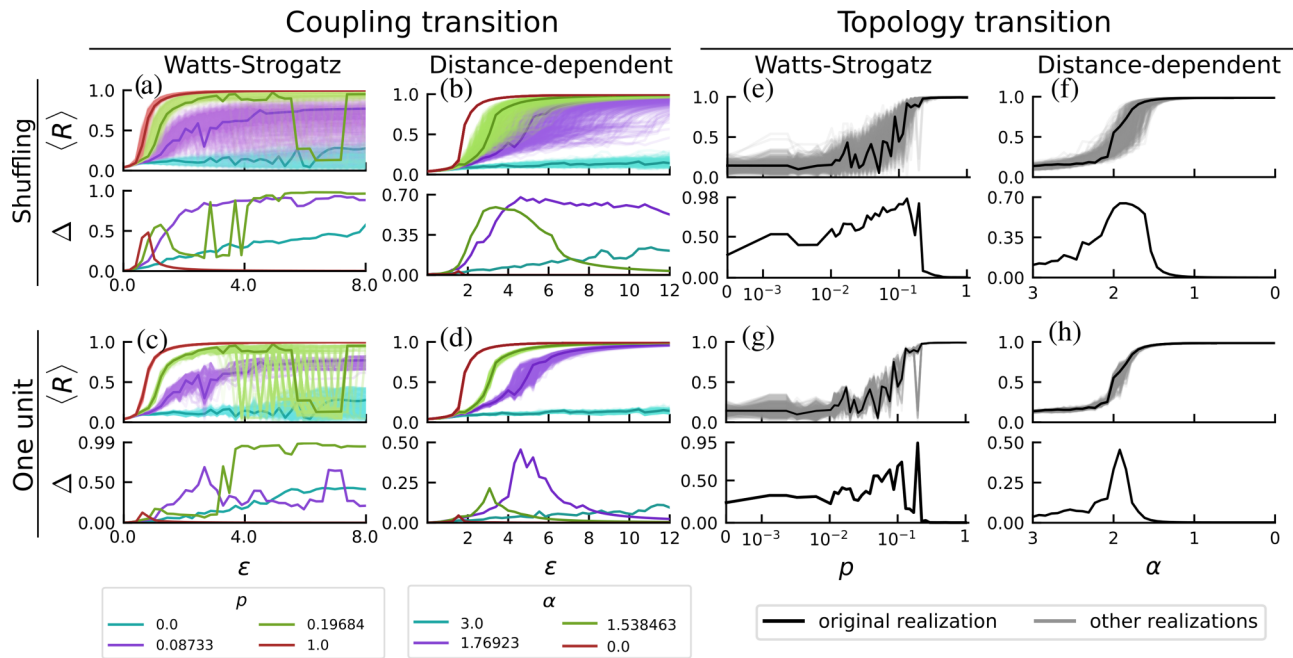 Coupling transition
Topology transition
Watts-Strogatz
Distance-dependent
Watts-Strogatz
Distance-dependent
Shuffling
(a)
(b)
(e)
(f)
⟨R⟩
1.0
0.5
0.0
1.0
0.5
0.0
1.0
0.5
0.0
1.0
0.5
0.0
Δ
1.0
0.5
0.0
0.70
0.35
0.00
0.98
0.50
0.00
0.70
0.35
0.00
0.0 4.0 8.0
2 4 6 8 10 12
0 10⁻³ 10⁻² 10⁻¹ 1
3 2 1 0
One unit
(c)
(d)
(g)
(h)
⟨R⟩
1.0
0.5
0.0
1.0
0.5
0.0
1.0
0.5
0.0
1.0
0.5
0.0
Δ
0.99
0.50
0.00
0.50
0.25
0.00
0.95
0.50
0.00
0.50
0.25
0.00
0.0 4.0 8.0
2 4 6 8 10 12
0 10⁻³ 10⁻² 10⁻¹ 1
3 2 1 0
ε
ε
p
α
p
0.0 0.19684
0.08733 1.0
α
3.0 1.538463
1.76923 0.0
original realization other realizations